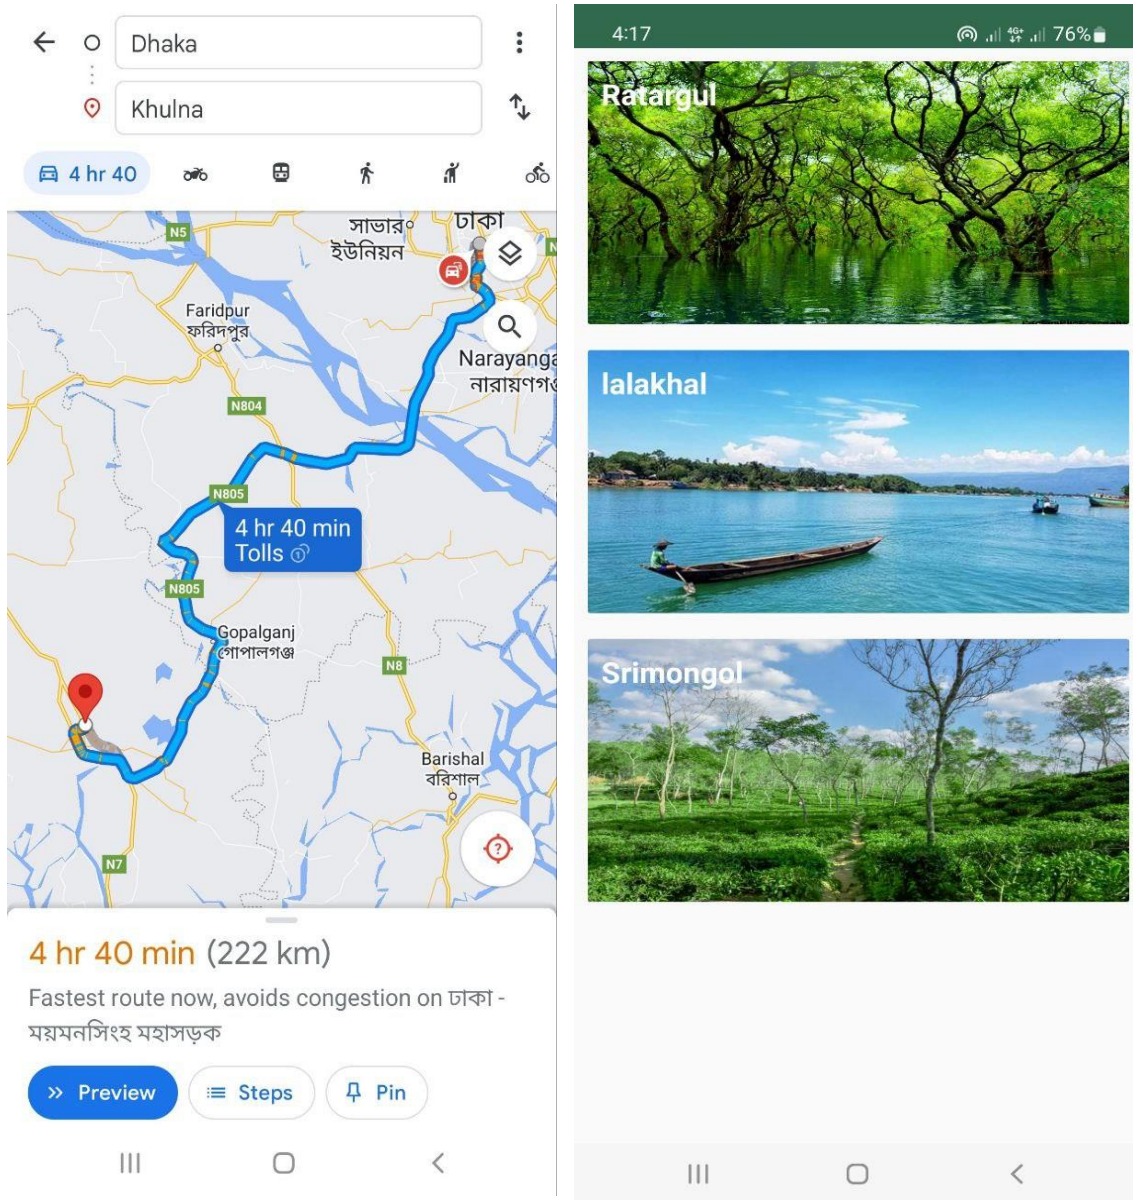 Dhaka
Khulna
4 hr 40
সাভার
ইউনিয়ন
ঢাকা
N5
N
Faridpur
ফরিদপুর
Narayanga
নারায়ণগ
N804
N805
4 hr 40 min
Tolls
N805
Gopalganj
গোপালগঞ্জ
N8
Barishal
বরিশাল
N7
4 hr 40 min (222 km)
Fastest route now, avoids congestion on ঢাকা -
ময়মনসিংহ মহাসড়ক
Preview
Steps
Pin
4:17
4G+
76%
Ratargul
lalakhal
Srimongol